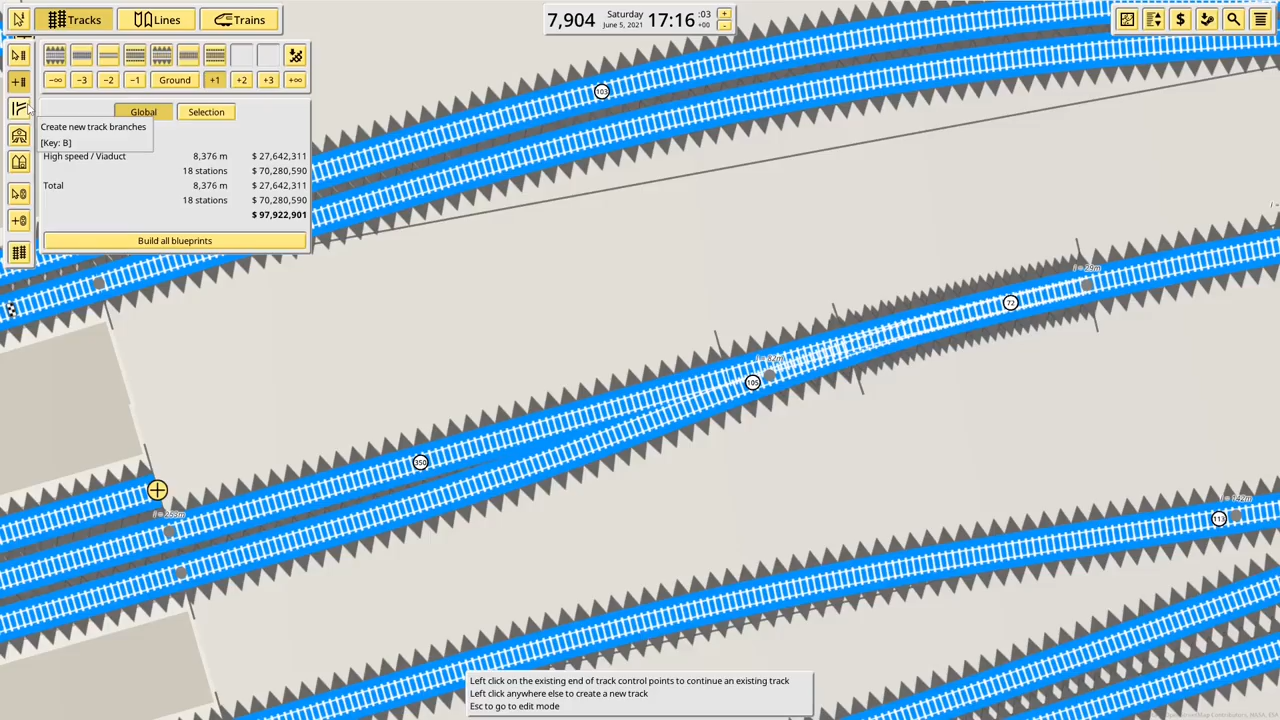 Tracks
Lines
Trains
7,904
Saturday
June 5, 2021
17:16
:03
+00
+
-
$
−∞
−3
−2
−1
Ground
+1
+2
+3
+∞
Global
Selection
Create new track branches
[Key: B]
High speed / Viaduct
8,376 m
$ 27,642,311
18 stations
$ 70,280,590
Total
8,376 m
$ 27,642,311
18 stations
$ 70,280,590
$ 97,922,901
Build all blueprints
103
72
105
350
113
l = 142m
Left click on the existing end of track control points to continue an existing track
Left click anywhere else to create a new track
Esc to go to edit mode